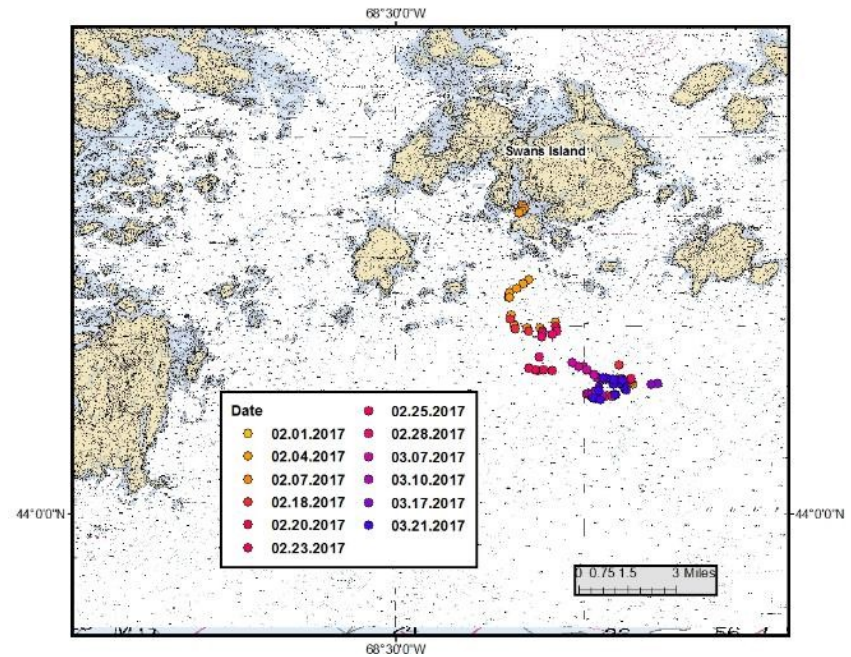 68°30'0"W
Swans Island
Date
02.01.2017
02.04.2017
02.07.2017
02.18.2017
02.20.2017
02.23.2017
02.25.2017
02.28.2017
03.07.2017
03.10.2017
03.17.2017
03.21.2017
44°0'0"N
44°0'0"N
0 0.75 1.5 3 Miles
68°30'0"W